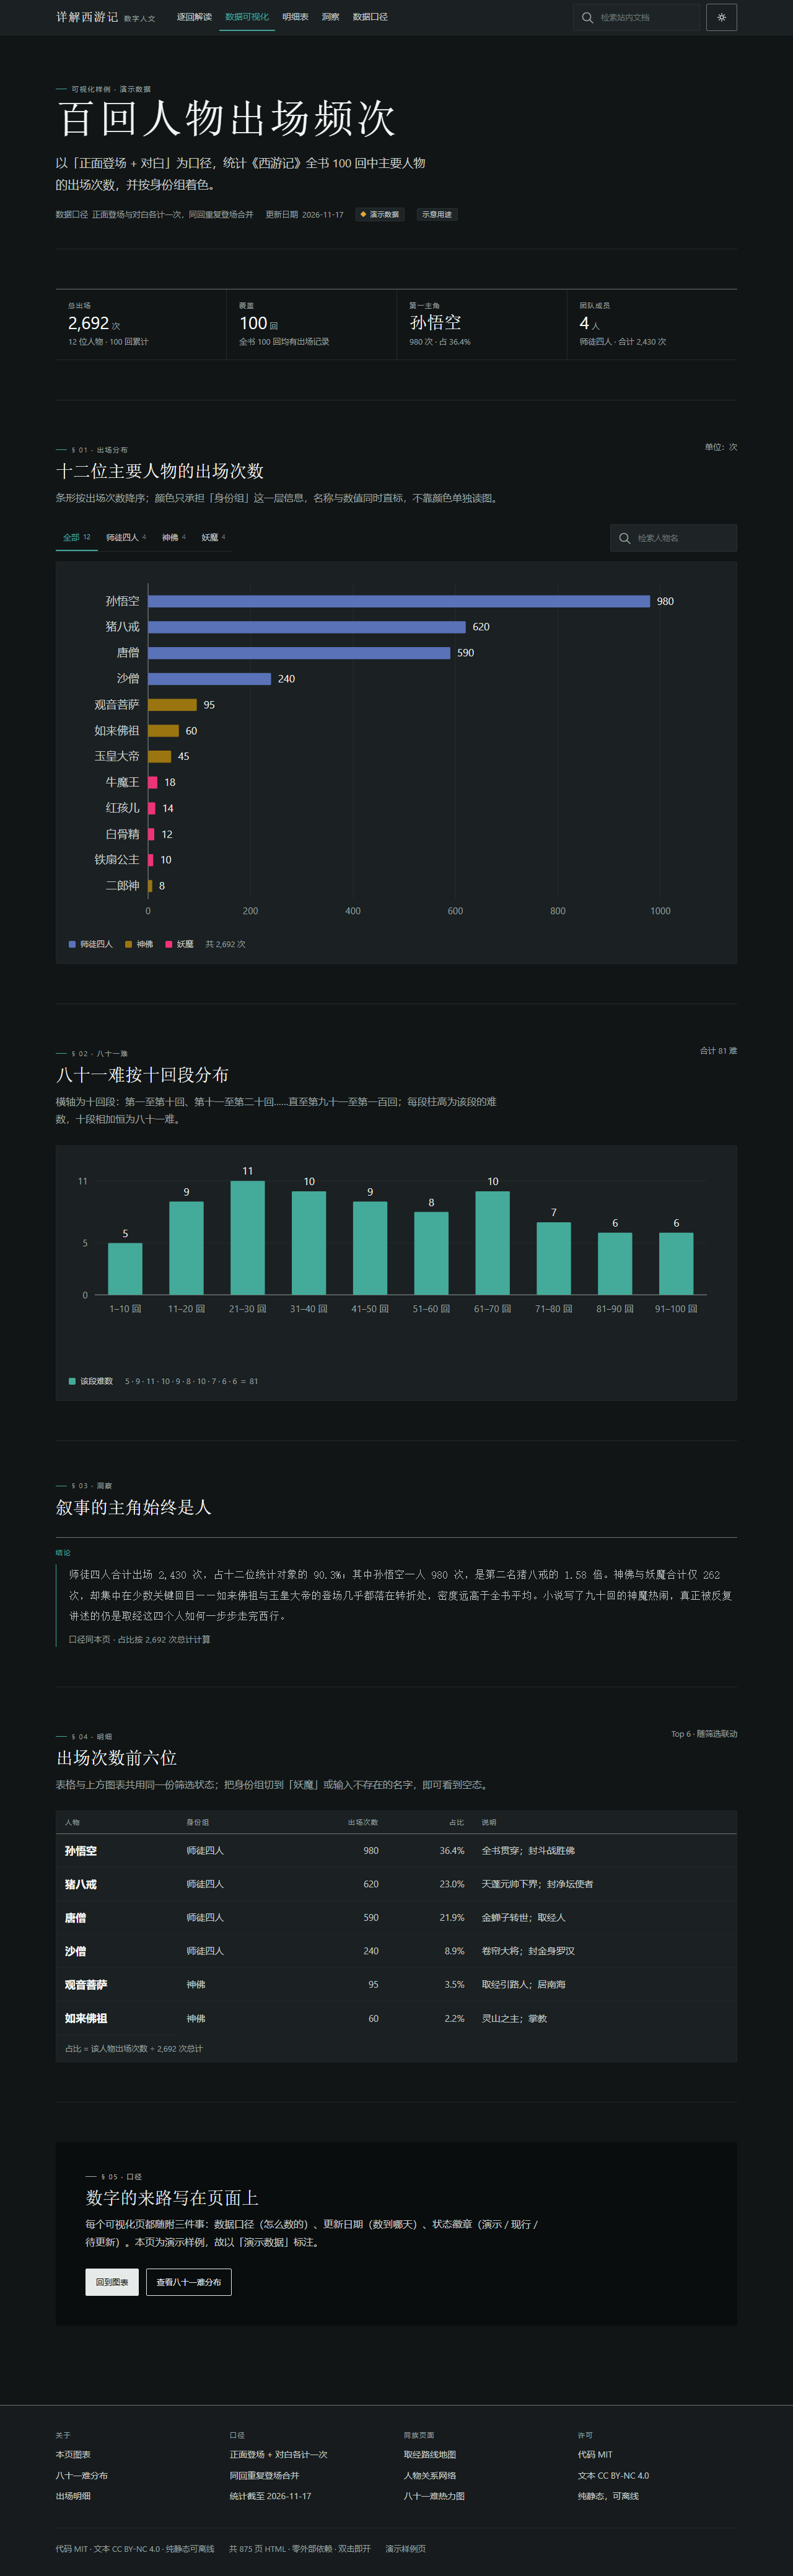 详解西游记 数字人文 逐回解读 数据可视化 明细表 洞察 数据口径 检索站内文档
可视化样例 · 演示数据
百回人物出场频次
以「正面登场 + 对白」为口径，统计《西游记》全书 100 回中主要人物
的出场次数，并按身份组着色。
数据口径 正面登场与对白各计一次，同回重复登场合并 更新日期 2026-11-17 ◆ 演示数据 示意用途
总出场 覆盖 第一主角 团队成员
2,692 次 100 回 孙悟空 4 人
12 位人物 · 100 回累计 全书 100 回均有出场记录 980 次 · 占 36.4% 师徒四人 · 合计 2,430 次
§ 01 · 出场分布 单位：次
十二位主要人物的出场次数
条形按出场次数降序；颜色只承担「身份组」这一层信息，名称与数值同时直标，不靠颜色单独读图。
全部 12 师徒四人 4 神佛 4 妖魔 4 检索人物名
孙悟空 980
猪八戒 620
唐僧 590
沙僧 240
观音菩萨 95
如来佛祖 60
玉皇大帝 45
牛魔王 18
红孩儿 14
白骨精 12
铁扇公主 10
二郎神 8
0 200 400 600 800 1000
师徒四人 神佛 妖魔 共 2,692 次
§ 02 · 八十一难 合计 81 难
八十一难按十回段分布
横轴为十回段：第一至第十回、第十一至第二十回……直至第九十一至第一百回；每段柱高为该段的难
数，十段相加恒为八十一难。
11 5 0
5 9 11 10 9 8 10 7 6 6
1–10 回 11–20 回 21–30 回 31–40 回 41–50 回 51–60 回 61–70 回 71–80 回 81–90 回 91–100 回
该段难数 5 · 9 · 11 · 10 · 9 · 8 · 10 · 7 · 6 · 6 = 81
§ 03 · 洞察
叙事的主角始终是人
结论
师徒四人合计出场 2,430 次，占十二位统计对象的 90.3%；其中孙悟空一人 980 次，是第二名猪八戒的 1.58 倍。神佛与妖魔合计仅 262
次，却集中在少数关键回目——如来佛祖与玉皇大帝的登场几乎都落在转折处，密度远高于全书平均。小说写了九十回的神魔热闹，真正被反复
讲述的仍是取经这四个人如何一步步走完西行。
口径同本页 · 占比按 2,692 次总计计算
§ 04 · 明细 Top 6 · 随筛选联动
出场次数前六位
表格与上方图表共用同一份筛选状态；把身份组切到「妖魔」或输入不存在的名字，即可看到空态。
人物 身份组 出场次数 占比 说明
孙悟空 师徒四人 980 36.4% 全书贯穿；封斗战胜佛
猪八戒 师徒四人 620 23.0% 天蓬元帅下界；封净坛使者
唐僧 师徒四人 590 21.9% 金蝉子转世；取经人
沙僧 师徒四人 240 8.9% 卷帘大将；封金身罗汉
观音菩萨 神佛 95 3.5% 取经引路人；居南海
如来佛祖 神佛 60 2.2% 灵山之主；掌教
占比 = 该人物出场次数 ÷ 2,692 次总计
§ 05 · 口径
数字的来路写在页面上
每个可视化页都随附三件事：数据口径（怎么数的）、更新日期（数到哪天）、状态徽章（演示 / 现行 /
待更新）。本页为演示样例，故以「演示数据」标注。
回到图表 查看八十一难分布
关于 口径 同族页面 许可
本页图表 正面登场 + 对白各计一次 取经路线地图 代码 MIT
八十一难分布 同回重复登场合并 人物关系网络 文本 CC BY-NC 4.0
出场明细 统计截至 2026-11-17 八十一难热力图 纯静态，可离线
代码 MIT · 文本 CC BY-NC 4.0 · 纯静态可离线 共 875 页 HTML · 零外部依赖 · 双击即开 演示样例页